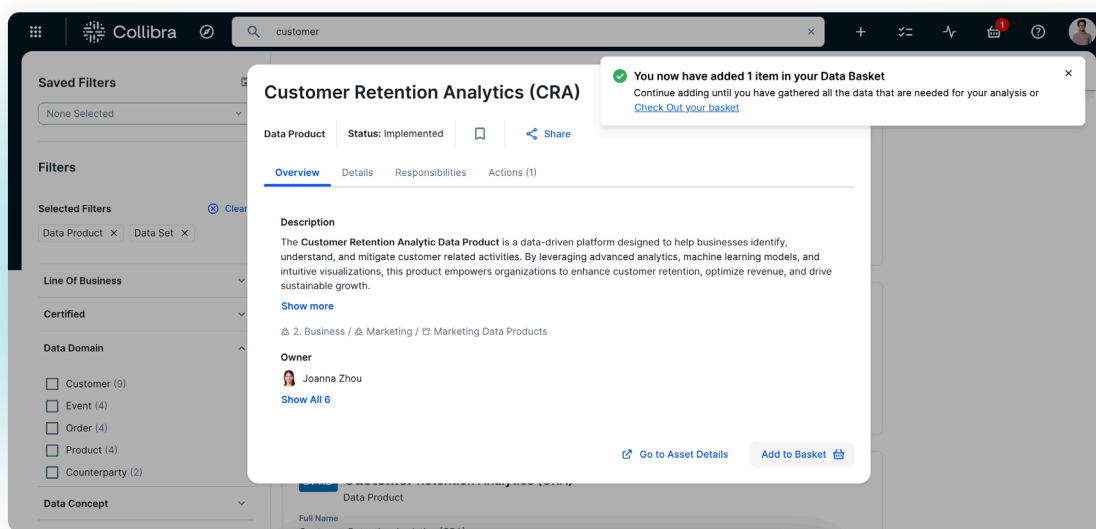 Collibra
customer
1
You now have added 1 item in your Data Basket
Continue adding until you have gathered all the data that are needed for your analysis or
Check Out your basket
Saved Filters
None Selected
Filters
Selected Filters
Clear
Data Product
Data Set
Line Of Business
Certified
Data Domain
Customer (9)
Event (4)
Order (4)
Product (4)
Counterparty (2)
Data Concept
Customer Retention Analytics (CRA)
Data Product
Status: Implemented
Share
Overview
Details
Responsibilities
Actions (1)
Description
The Customer Retention Analytic Data Product is a data-driven platform designed to help businesses identify,
understand, and mitigate customer related activities. By leveraging advanced analytics, machine learning models, and
intuitive visualizations, this product empowers organizations to enhance customer retention, optimize revenue, and drive
sustainable growth.
Show more
2. Business / Marketing / Marketing Data Products
Owner
Joanna Zhou
Show All 6
Go to Asset Details
Add to Basket
Data Product
Full Name